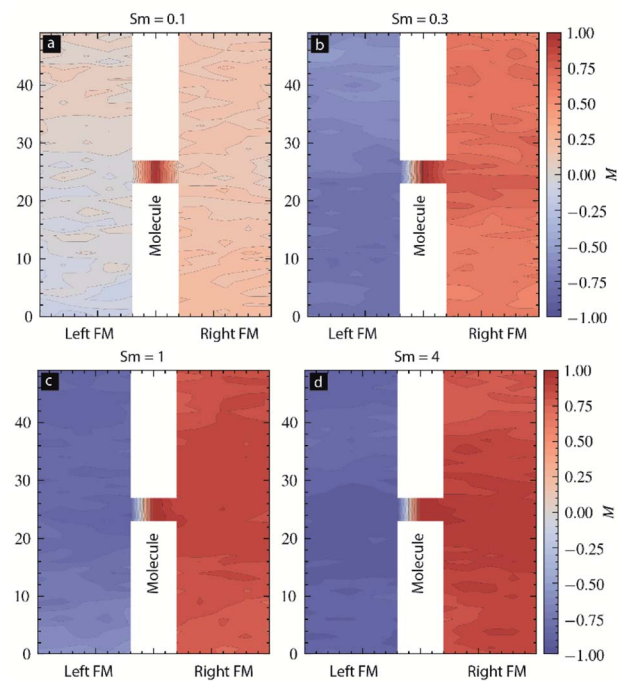 Sm = 0.1
Sm = 0.3
a
b
40
30
20
10
0
Molecule
Molecule
Left FM
Right FM
Left FM
Right FM
1.00
0.75
0.50
0.25
0.00
−0.25
−0.50
−0.75
−1.00
M
Sm = 1
Sm = 4
c
d
40
30
20
10
0
Molecule
Molecule
Left FM
Right FM
Left FM
Right FM
1.00
0.75
0.50
0.25
0.00
−0.25
−0.50
−0.75
−1.00
M